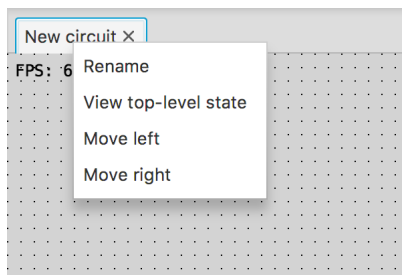 New circuit ×
FPS: 6
Rename
View top-level state
Move left
Move right